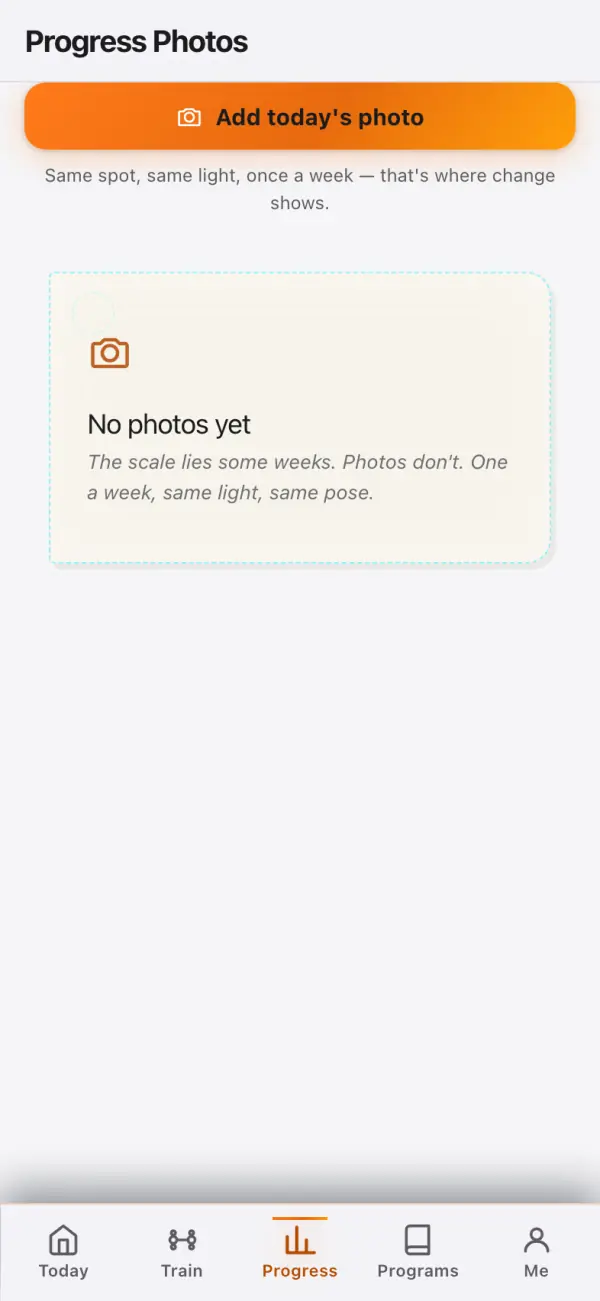 Progress Photos
Add today's photo
Same spot, same light, once a week — that's where change
shows.
No photos yet
The scale lies some weeks. Photos don't. One
a week, same light, same pose.
Today
Train
Progress
Programs
Me